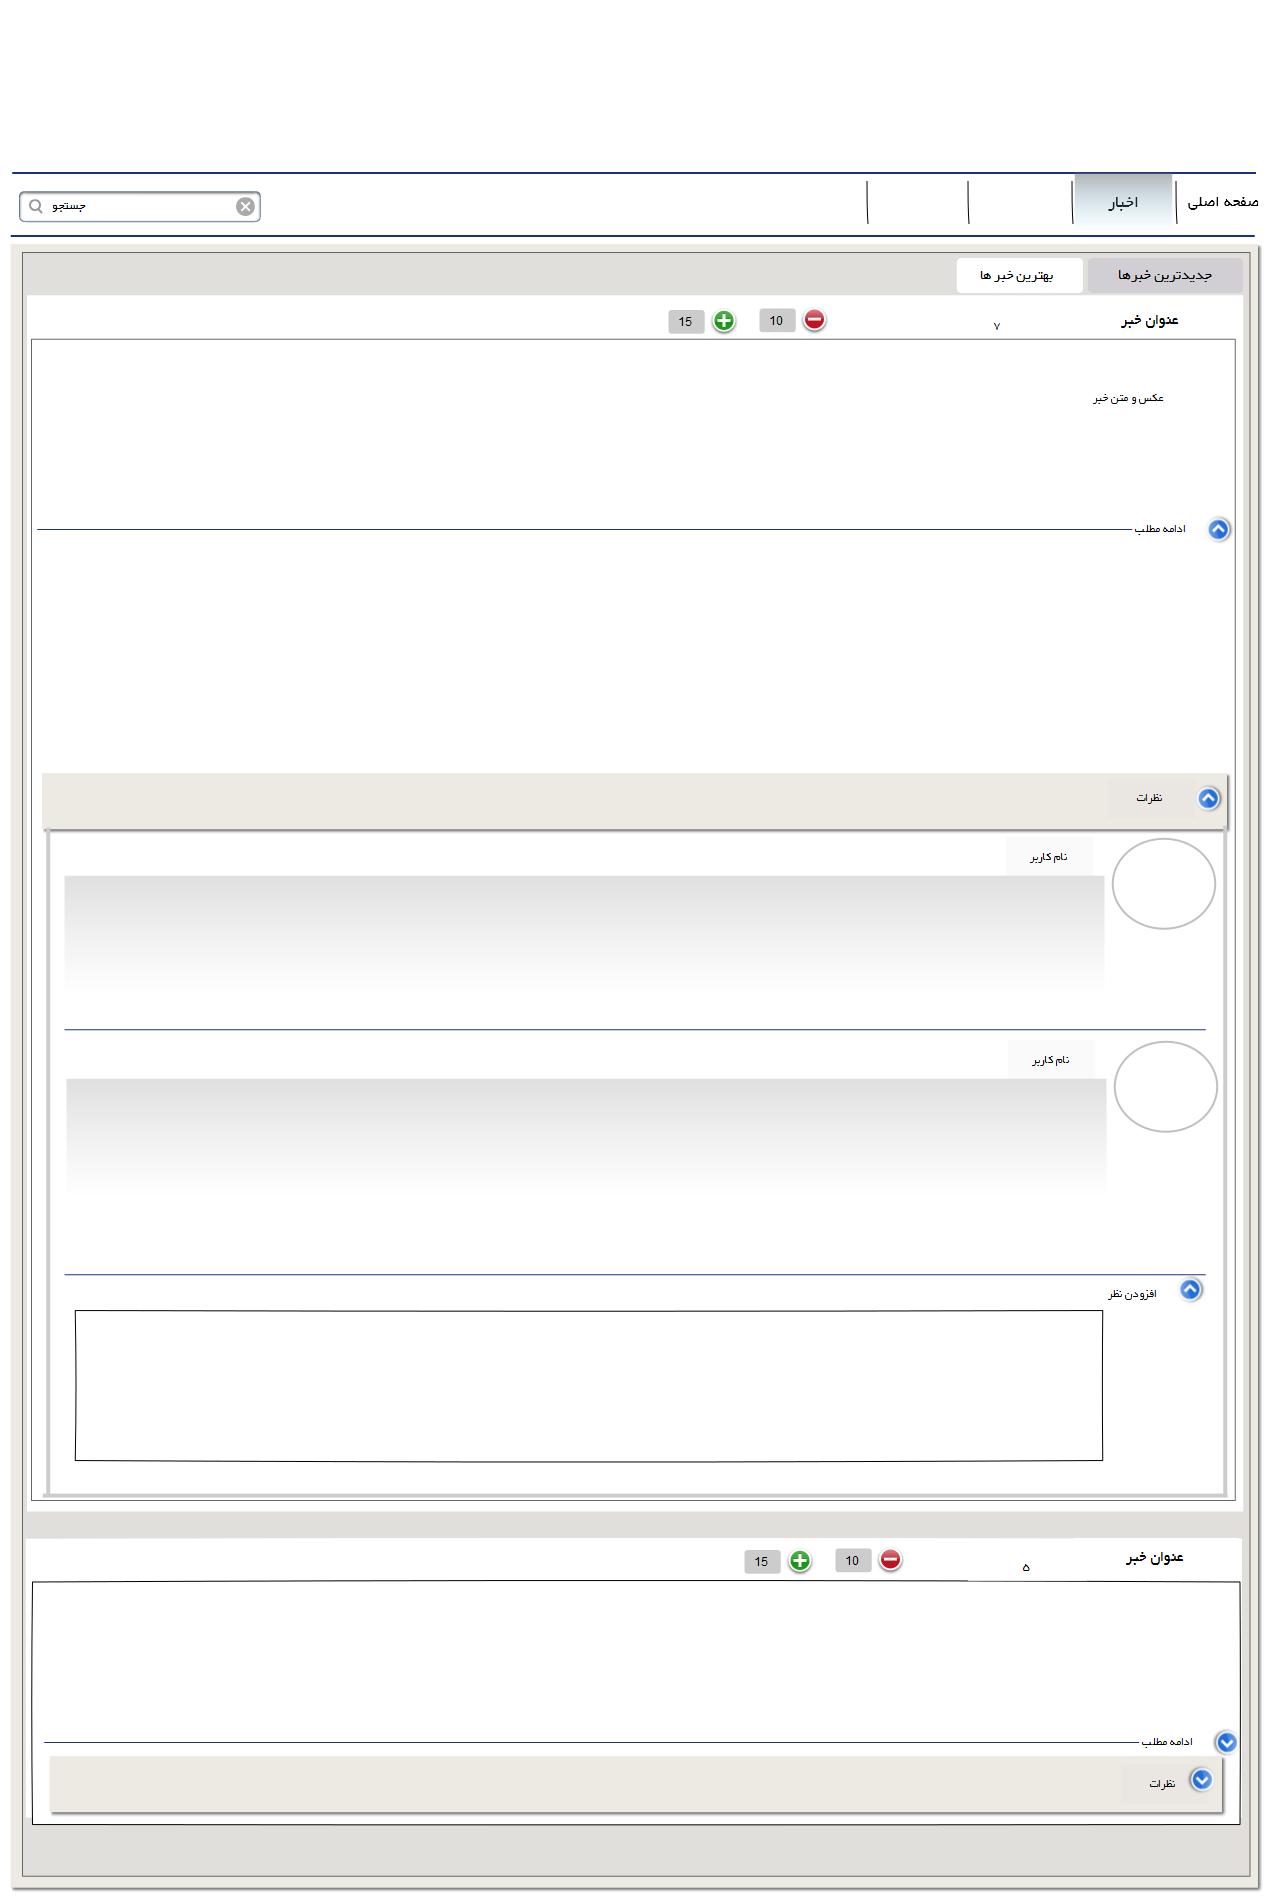 صفحه اصلی
اخبار
جستجو
جدیدترین خبرها
بهترین خبر ها
عنوان خبر
۷
10
15
عکس و متن خبر
ادامه مطلب
نظرات
نام کاربر
نام کاربر
افزودن نظر
عنوان خبر
۵
10
15
ادامه مطلب
نظرات